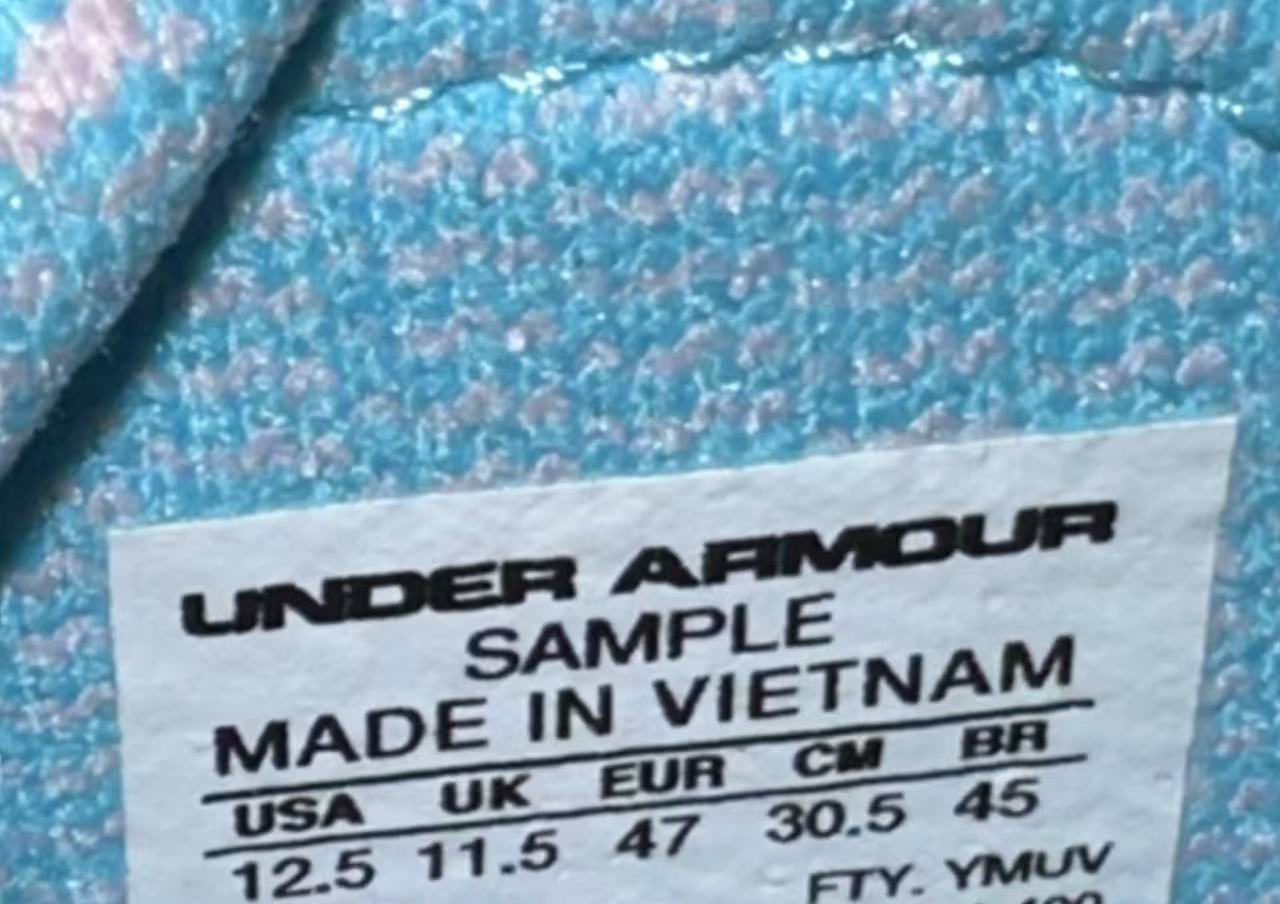 UNDER ARMOUR
SAMPLE
MADE IN VIETNAM
USA UK EUR CM BR
12.5 11.5 47 30.5 45
FTY. YMUV